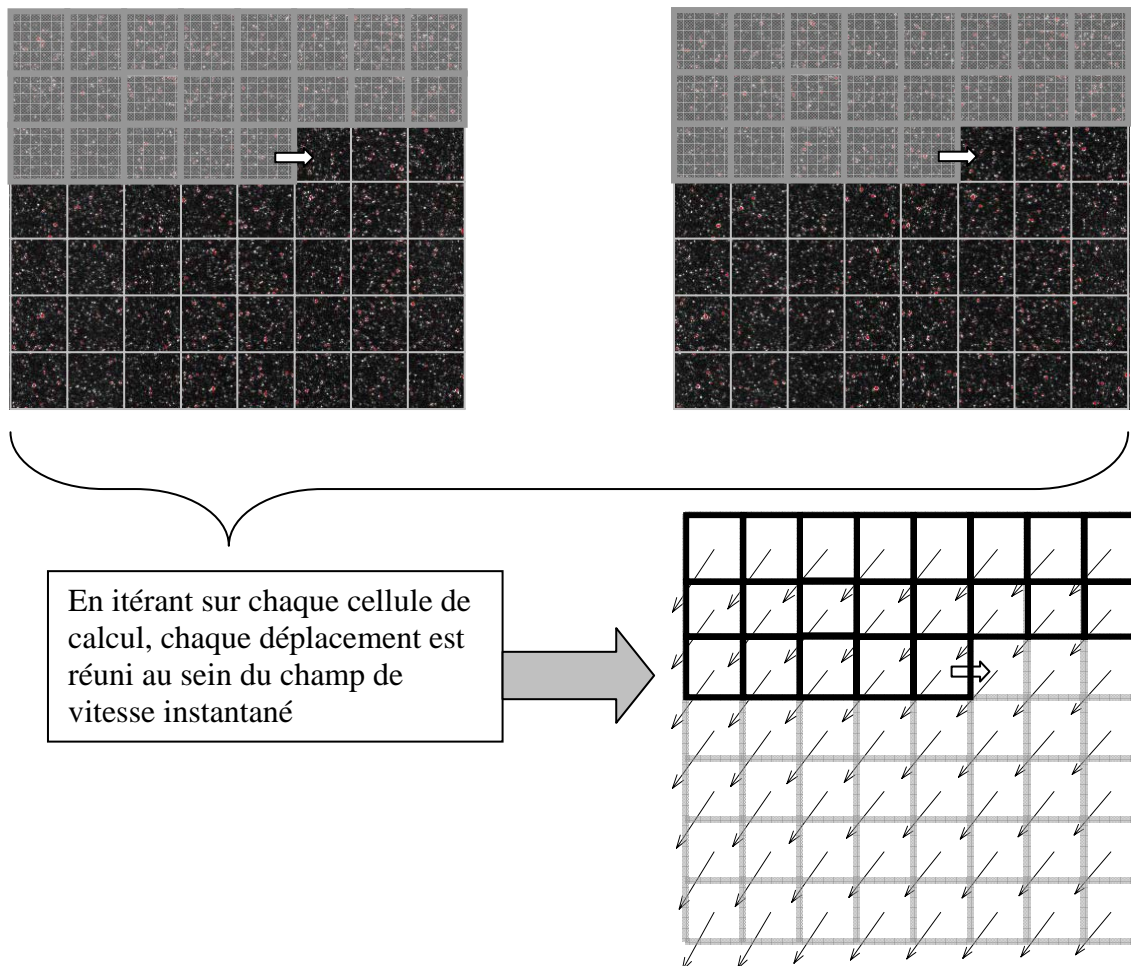 En itérant sur chaque cellule de
calcul, chaque déplacement est
réuni au sein du champ de
vitesse instantané